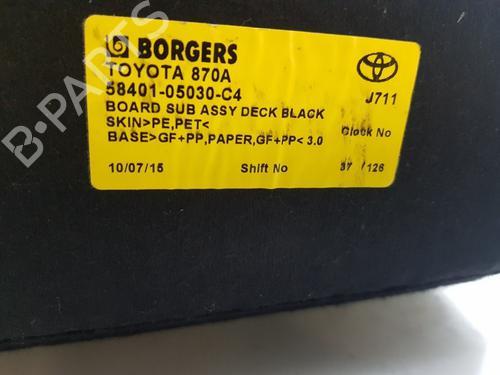 BORGERS
TOYOTA 870A
58401-05030-C4
J711
BOARD SUB ASSY DECK BLACK
SKIN>PE,PET<
Clock No
BASE>GF+PP,PAPER,GF+PP< 3.0
10/07/15 Shift No 37 /126
B-PARTS